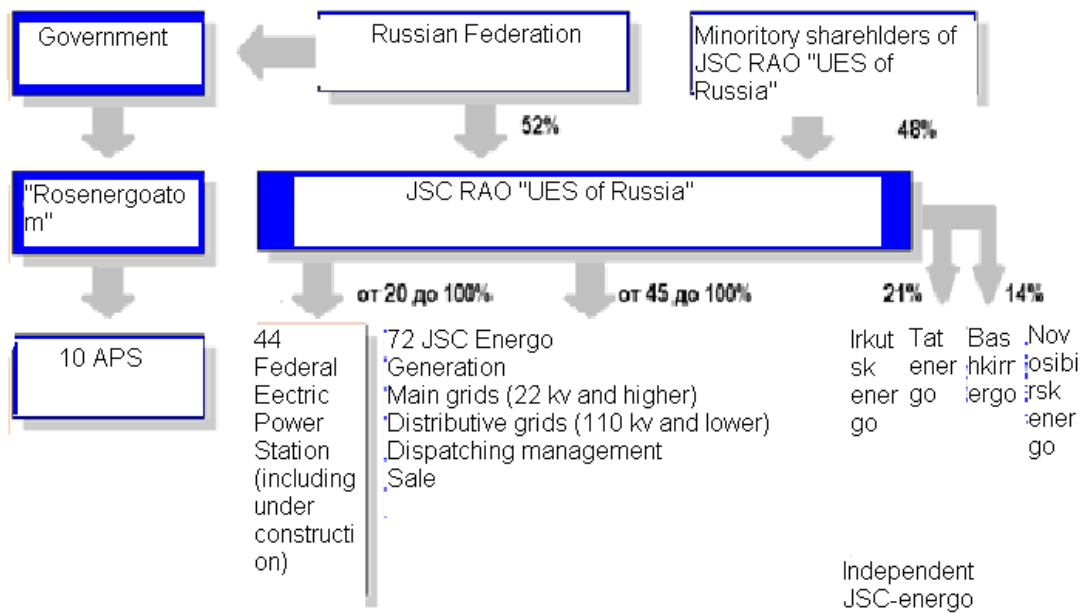 Government
Russian Federation
Minoritory sharehlders of
JSC RAO "UES of
Russia"
52%
48%
"Rosenergoato
m"
JSC RAO "UES of Russia"
от 20 до 100%
от 45 до 100%
21%
14%
10 APS
44
Federal
Eectric
Power
Station
(including
under
constructi
on)
72 JSC Energo
Generation
Main grids (22 kv and higher)
Distributive grids (110 kv and lower)
Dispatching management
Sale
Irkut
sk
ener
go
Tat
ener
go
Bas
hkirr
ergo
Nov
osibi
rsk
ener
go
Independent
JSC-energo